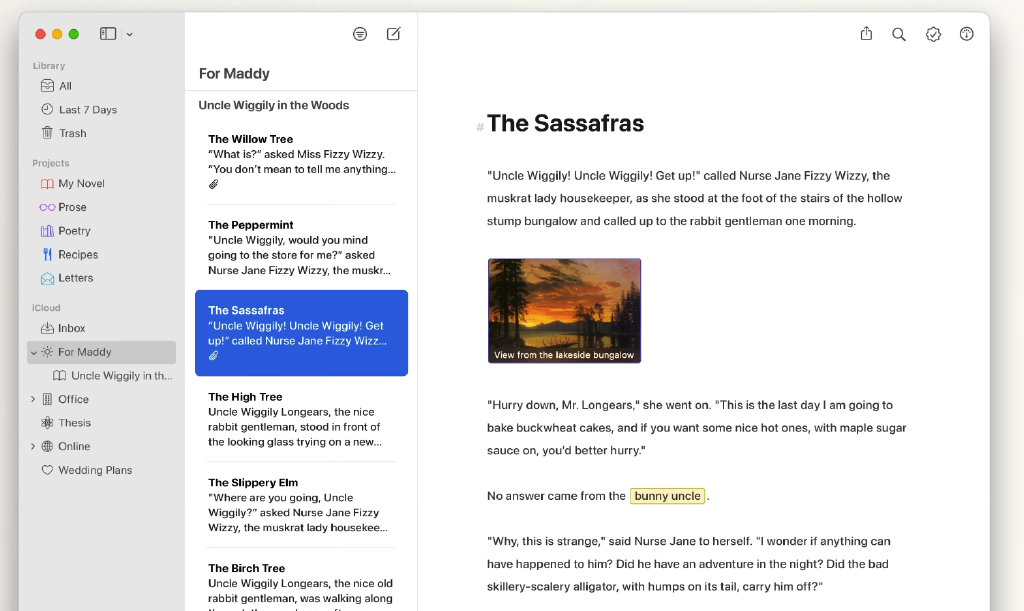 Library
All
Last 7 Days
Trash
Projects
My Novel
Prose
Poetry
Recipes
Letters
iCloud
Inbox
For Maddy
Uncle Wiggily in th...
Office
Thesis
Online
Wedding Plans
For Maddy
Uncle Wiggily in the Woods
The Willow Tree
“What is?” asked Miss Fizzy Wizzy.
“You don’t mean to tell me anything...
The Peppermint
"Uncle Wiggily, would you mind
going to the store for me?” asked
Nurse Jane Fizzy Wizzy, the muskr...
The Sassafras
“Uncle Wiggily! Uncle Wiggily! Get
up!” called Nurse Jane Fizzy Wizz...
The High Tree
Uncle Wiggily Longears, the nice
rabbit gentleman, stood in front of
the looking glass trying on a new...
The Slippery Elm
"Where are you going, Uncle
Wiggily?” asked Nurse Jane Fizzy
Wizzy, the muskrat lady housekee...
The Birch Tree
Uncle Wiggily Longears, the nice old
rabbit gentleman, was walking along
# The Sassafras
"Uncle Wiggily! Uncle Wiggily! Get up!" called Nurse Jane Fizzy Wizzy, the
muskrat lady housekeeper, as she stood at the foot of the stairs of the hollow
stump bungalow and called up to the rabbit gentleman one morning.
View from the lakeside bungalow
"Hurry down, Mr. Longears," she went on. "This is the last day I am going to
bake buckwheat cakes, and if you want some nice hot ones, with maple sugar
sauce on, you'd better hurry."
No answer came from the bunny uncle.
"Why, this is strange," said Nurse Jane to herself. "I wonder if anything can
have happened to him? Did he have an adventure in the night? Did the bad
skillery-scalery alligator, with humps on its tail, carry him off?"